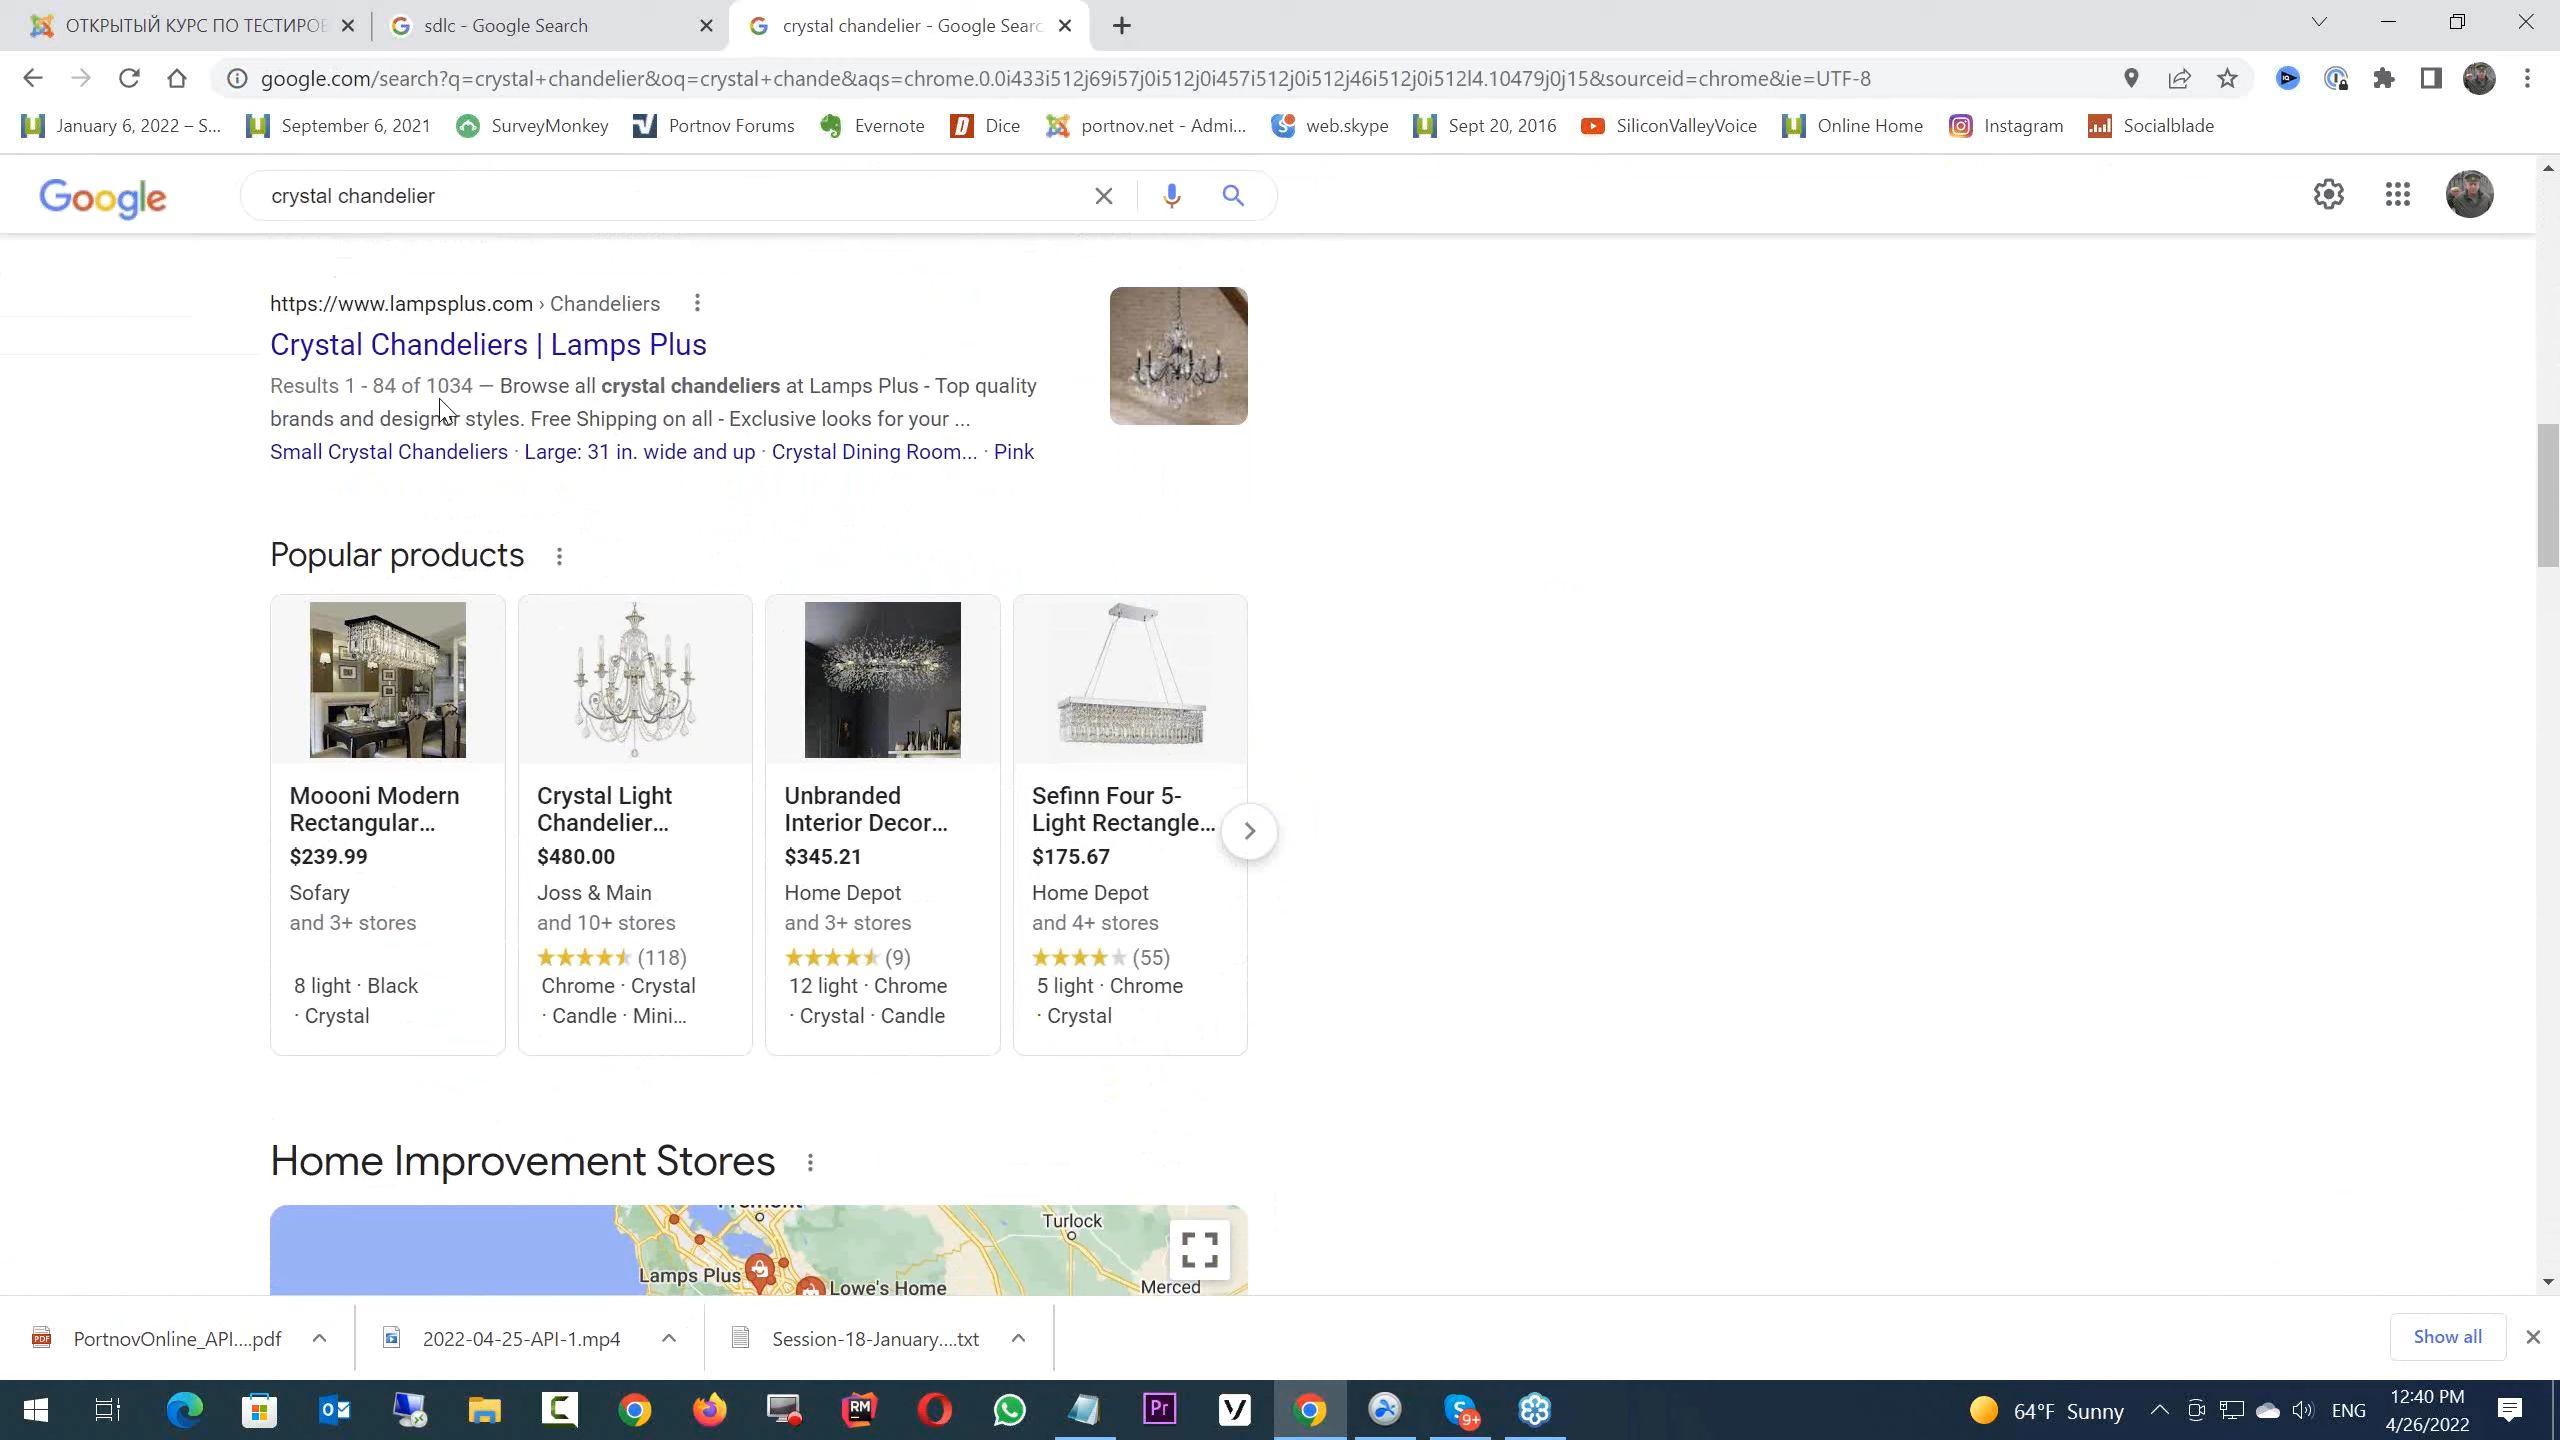 ОТКРЫТЫЙ КУРС ПО ТЕСТИРОВ
sdlc - Google Search
crystal chandelier - Google Searc
google.com/search?q=crystal+chandelier&oq=crystal+chande&aqs=chrome.0.0i433i512j69i57j0i512j0i457i512j0i512j46i512j0i512l4.10479j0j15&sourceid=chrome&ie=UTF-8
January 6, 2022 – S...
September 6, 2021
SurveyMonkey
Portnov Forums
Evernote
Dice
portnov.net - Admi...
web.skype
Sept 20, 2016
SiliconValleyVoice
Online Home
Instagram
Socialblade
Google
crystal chandelier
https://www.lampsplus.com › Chandeliers
Crystal Chandeliers | Lamps Plus
Results 1 - 84 of 1034 — Browse all crystal chandeliers at Lamps Plus - Top quality
brands and designer styles. Free Shipping on all - Exclusive looks for your ...
Small Crystal Chandeliers · Large: 31 in. wide and up · Crystal Dining Room... · Pink
Popular products
Moooni Modern
Rectangular...
$239.99
Sofary
and 3+ stores
8 light · Black
· Crystal
Crystal Light
Chandelier...
$480.00
Joss & Main
and 10+ stores
(118)
Chrome · Crystal
· Candle · Mini...
Unbranded
Interior Decor...
$345.21
Home Depot
and 3+ stores
(9)
12 light · Chrome
· Crystal · Candle
Sefinn Four 5-
Light Rectangle...
$175.67
Home Depot
and 4+ stores
(55)
5 light · Chrome
· Crystal
Home Improvement Stores
Fremont
Turlock
Lamps Plus
Lowe's Home
Merced
PortnovOnline_API....pdf
2022-04-25-API-1.mp4
Session-18-January....txt
Show all
64°F Sunny
ENG
12:40 PM
4/26/2022